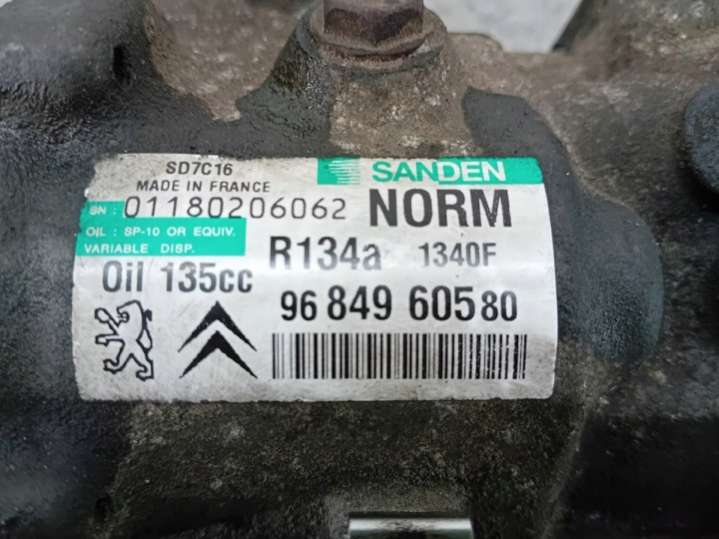 SD7C16
MADE IN FRANCE
SANDEN
SN : 01180206062
NORM
OIL : SP-10 OR EQUIV.
VARIABLE DISP.
R134a 1340F
Oil 135cc
96 849 605 80